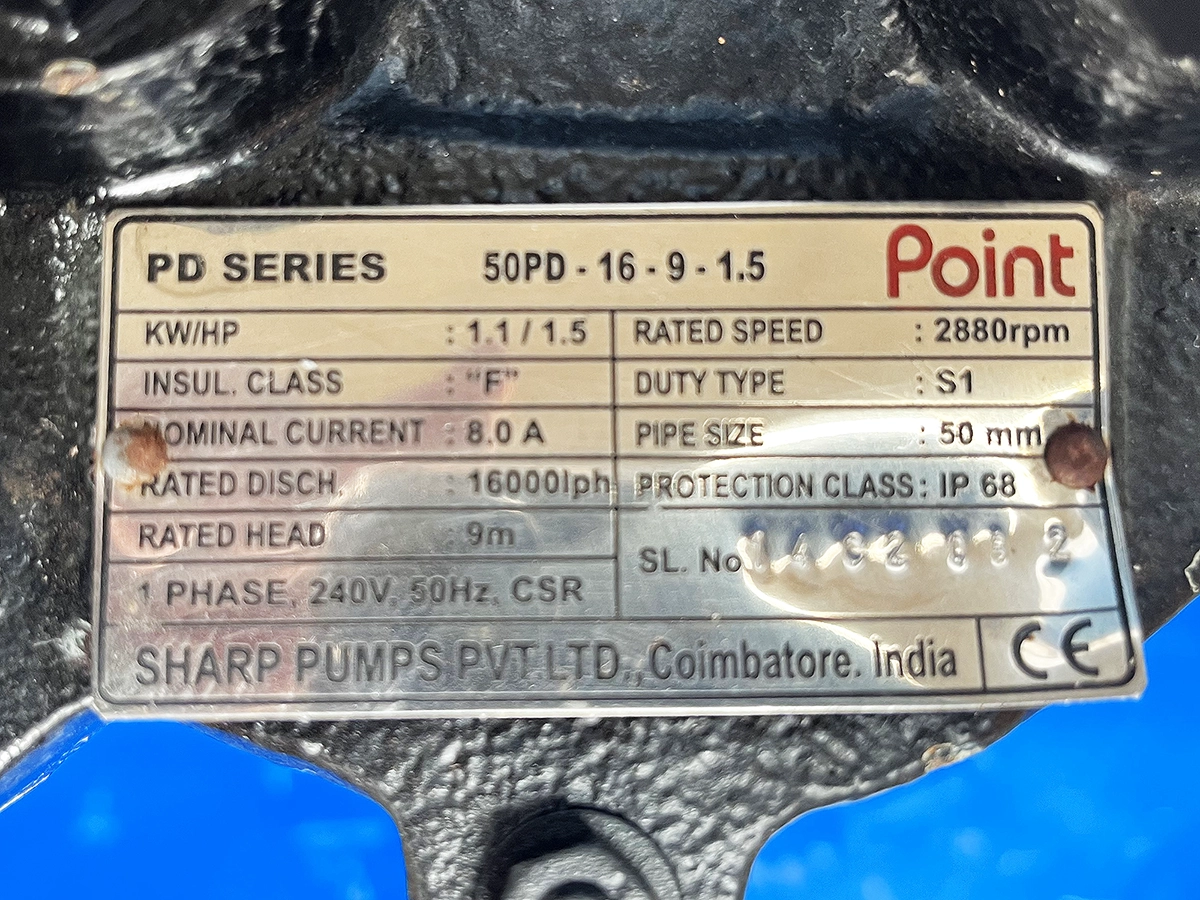 PD SERIES 50PD - 16 - 9 - 1.5 Point
KW/HP : 1.1 / 1.5 RATED SPEED : 2880rpm
INSUL. CLASS : "F" DUTY TYPE : S1
NOMINAL CURRENT : 8.0 A PIPE SIZE : 50 mm
RATED DISCH. : 16000lph PROTECTION CLASS : IP 68
RATED HEAD : 9m
SL. No
1 PHASE, 240V, 50Hz, CSR
SHARP PUMPS PVT.LTD., Coimbatore. India CE